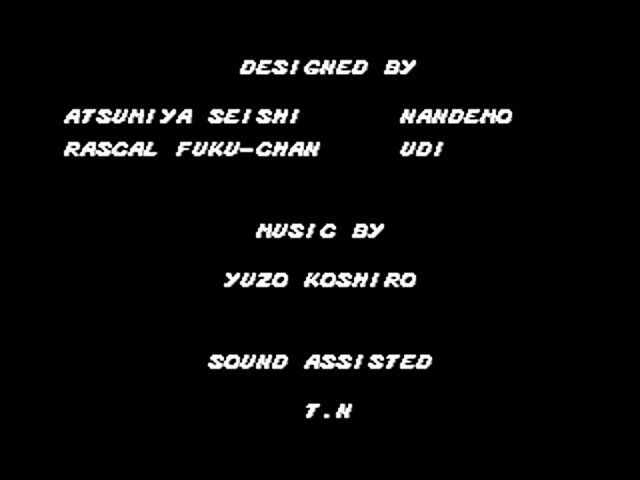 DESIGNED BY
ATSUMIYA SEISHI NANDEMO
RASCAL FUKU-CHAN UDI
MUSIC BY
YUZO KOSHIRO
SOUND ASSISTED
T.N